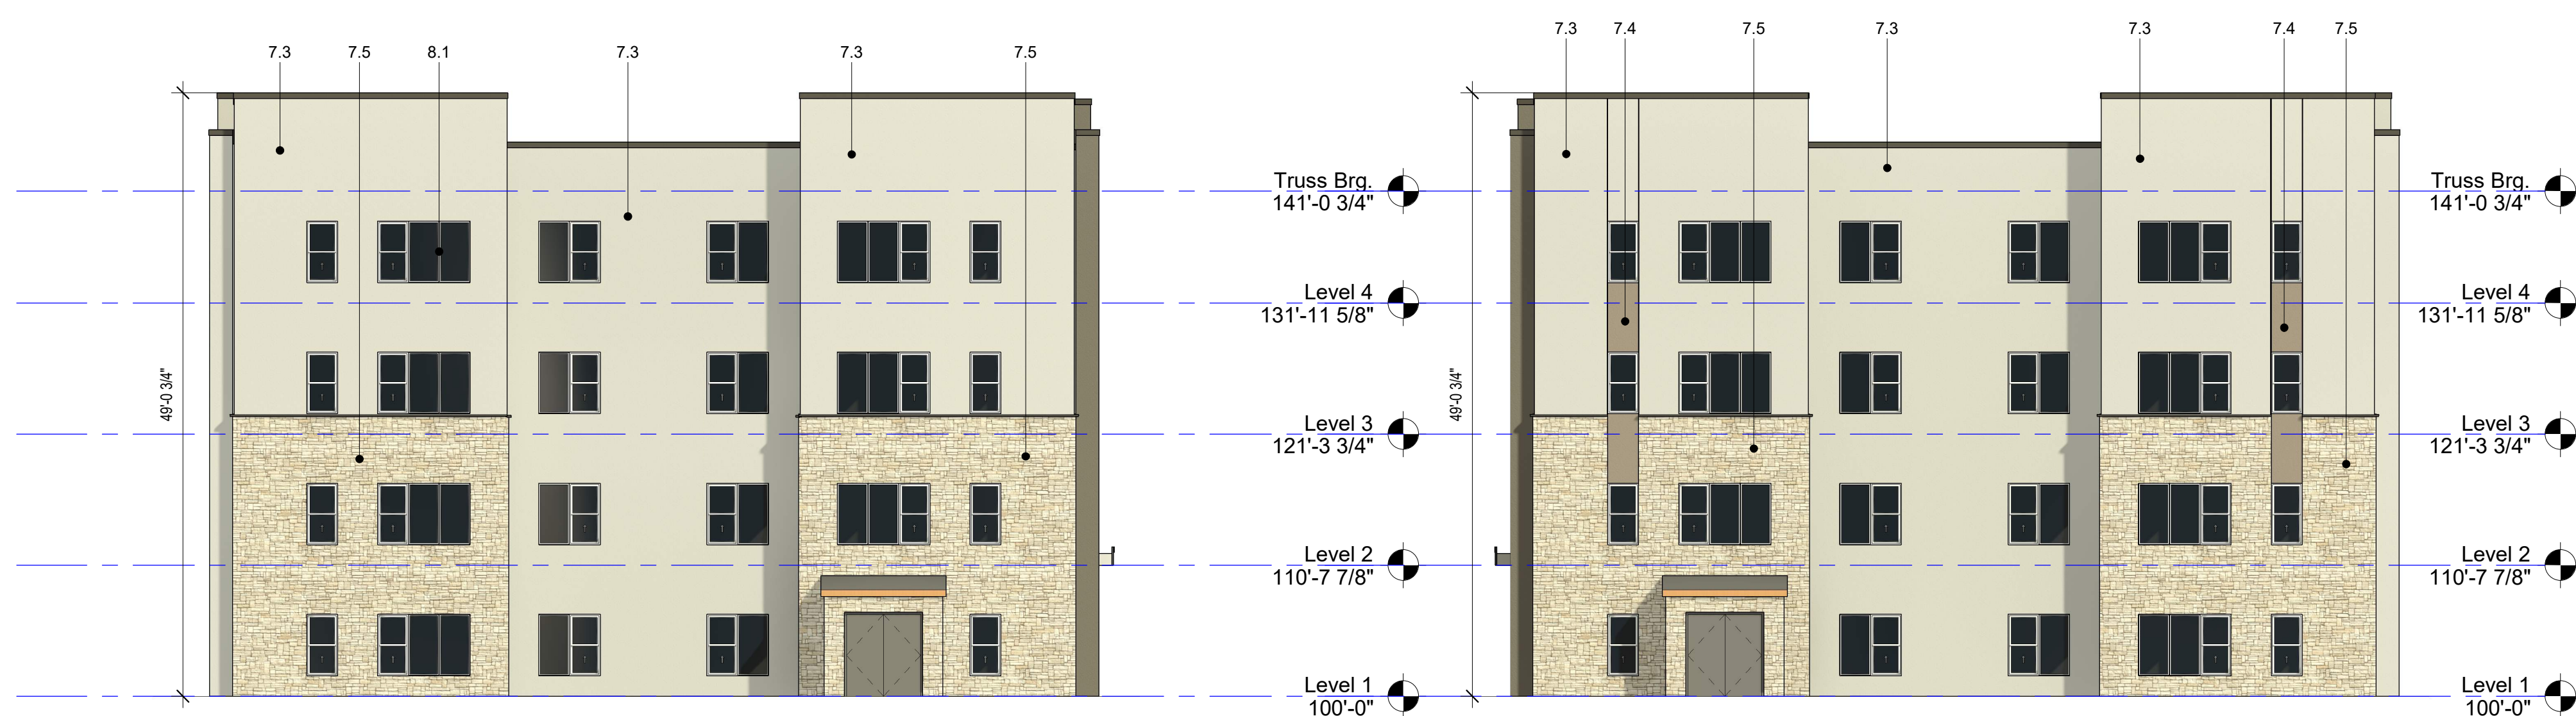 7.3 7.5 8.1 7.3 7.3 7.5
49'-0 3/4"
Truss Brg.
141'-0 3/4"
Level 4
131'-11 5/8"
Level 3
121'-3 3/4"
Level 2
110'-7 7/8"
Level 1
100'-0"
7.3 7.4 7.5 7.3 7.3 7.4 7.5
49'-0 3/4"
Truss Brg.
141'-0 3/4"
Level 4
131'-11 5/8"
Level 3
121'-3 3/4"
Level 2
110'-7 7/8"
Level 1
100'-0"